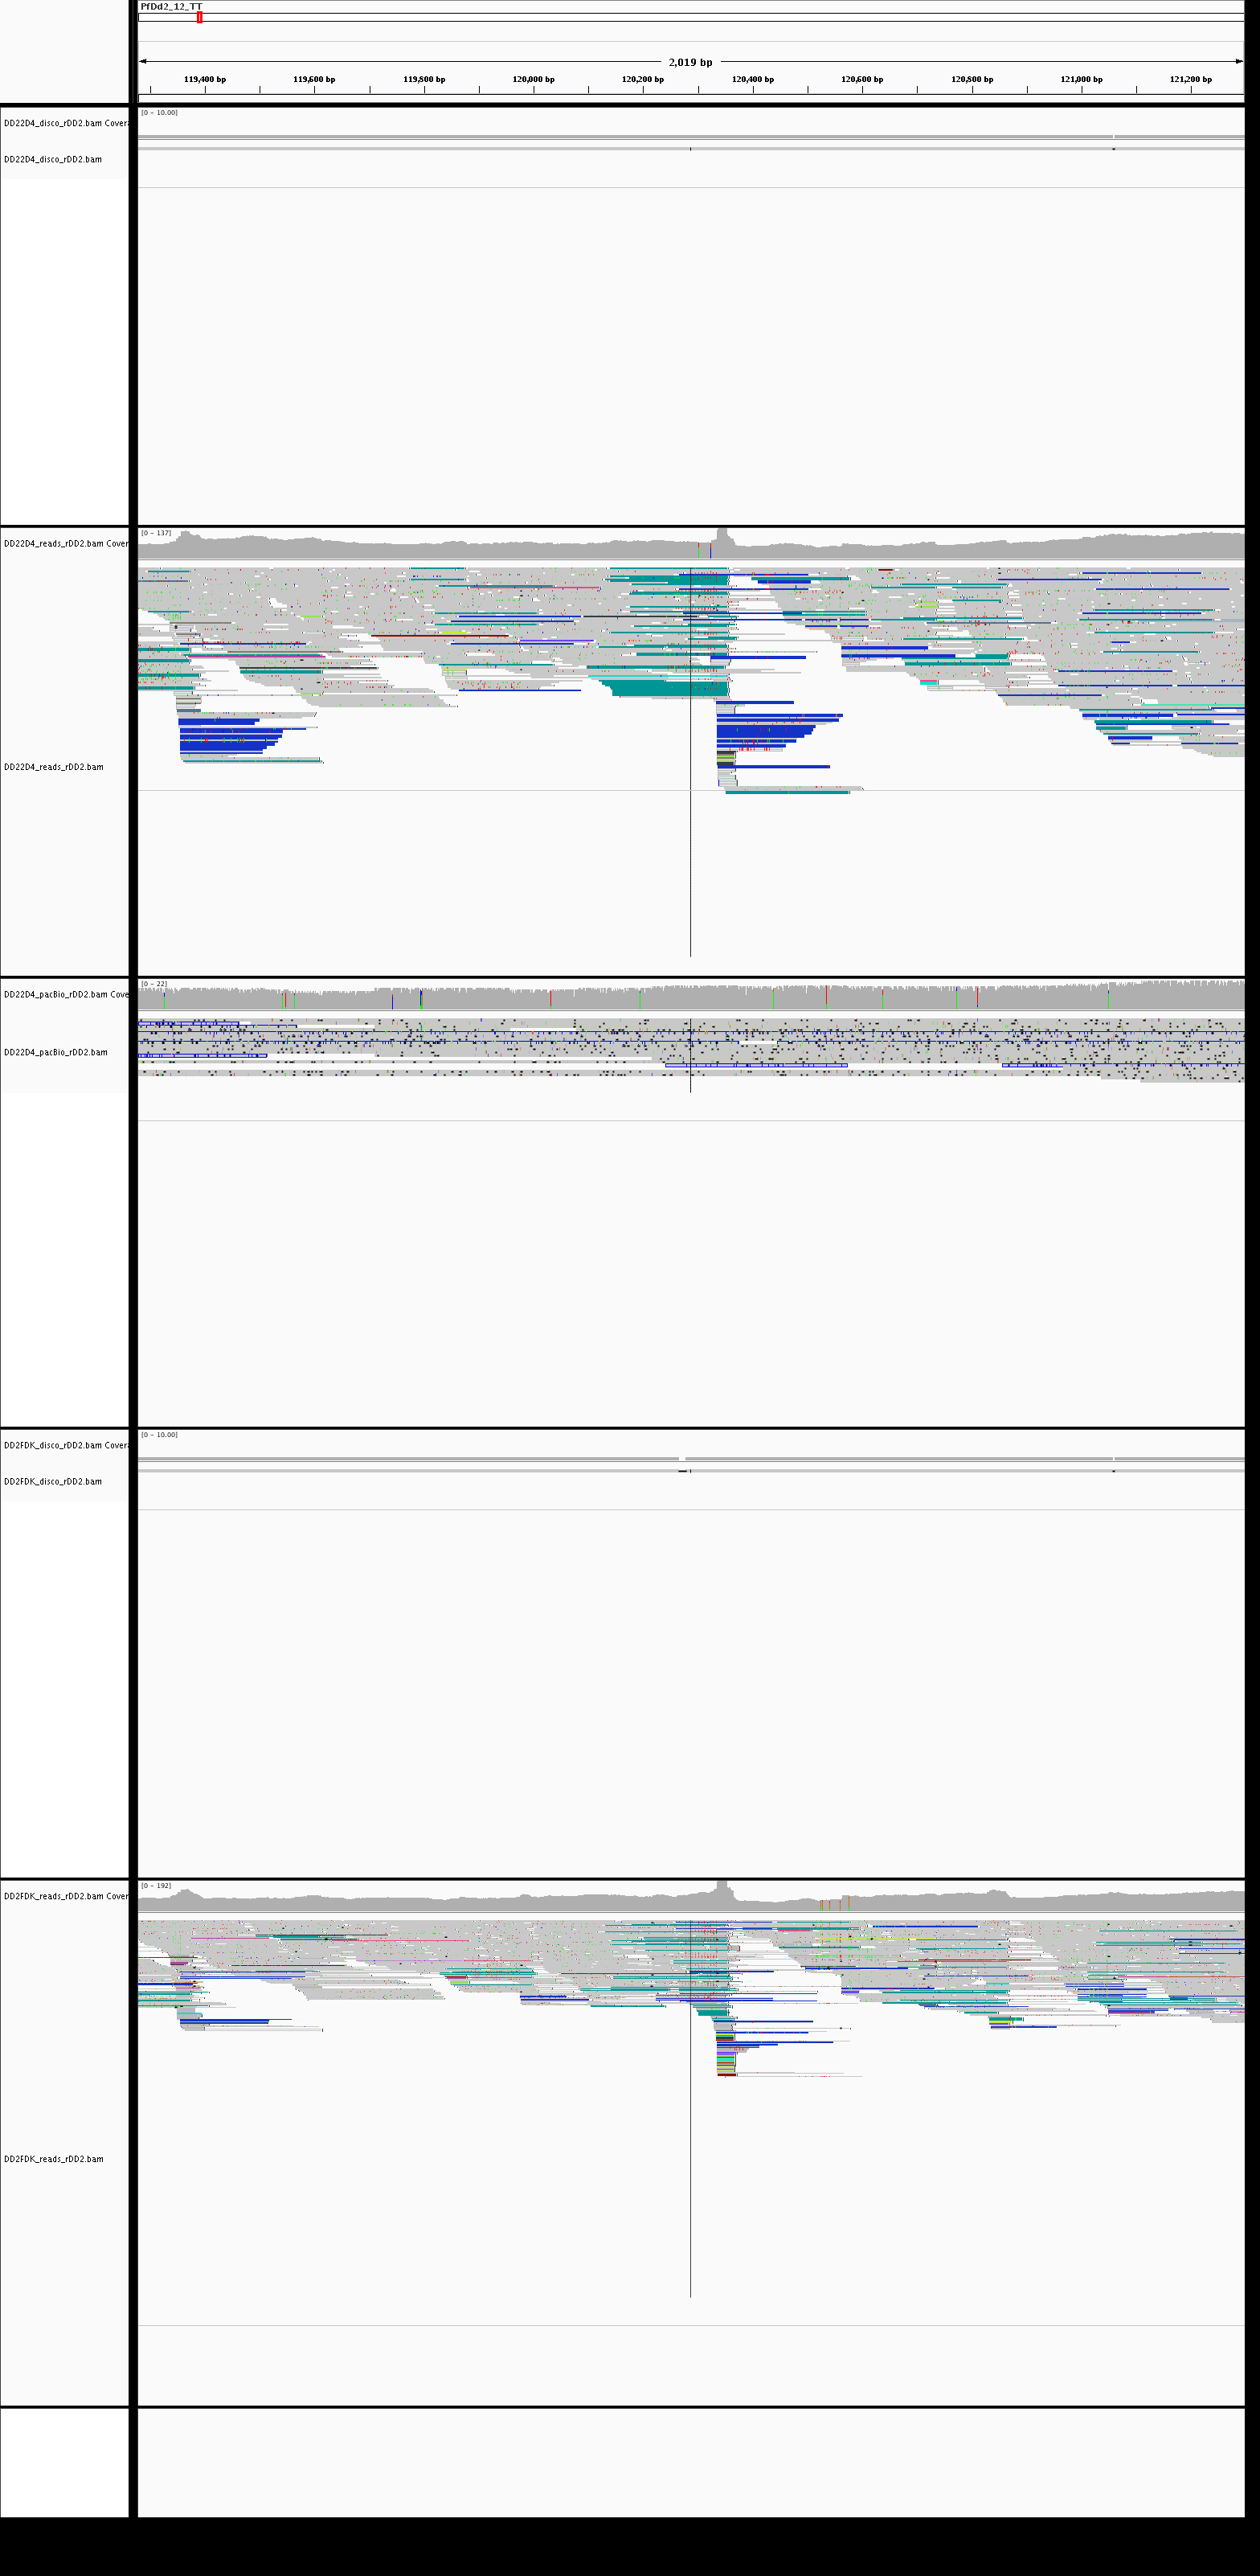 PfDd2_12_TT
2,019 bp
119,400 bp 119,600 bp 119,800 bp 120,000 bp 120,200 bp 120,400 bp 120,600 bp 120,800 bp 121,000 bp 121,200 bp
[0 - 10.00]
DD22D4_disco_rDD2.bam Covera
DD22D4_disco_rDD2.bam
[0 - 137]
DD22D4_reads_rDD2.bam Cover
DD22D4_reads_rDD2.bam
[0 - 22]
DD22D4_pacBio_rDD2.bam Cove
DD22D4_pacBio_rDD2.bam
[0 - 10.00]
DD2FDK_disco_rDD2.bam Covera
DD2FDK_disco_rDD2.bam
[0 - 192]
DD2FDK_reads_rDD2.bam Cover
DD2FDK_reads_rDD2.bam